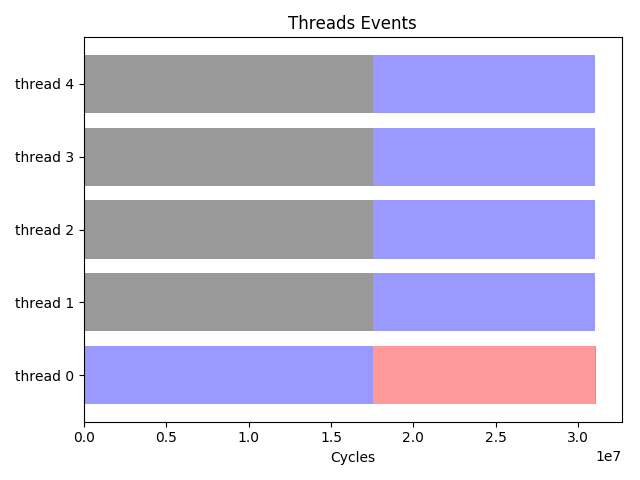 Threads Events
thread 4
thread 3
thread 2
thread 1
thread 0
0.0 0.5 1.0 1.5 2.0 2.5 3.0
1e7
Cycles